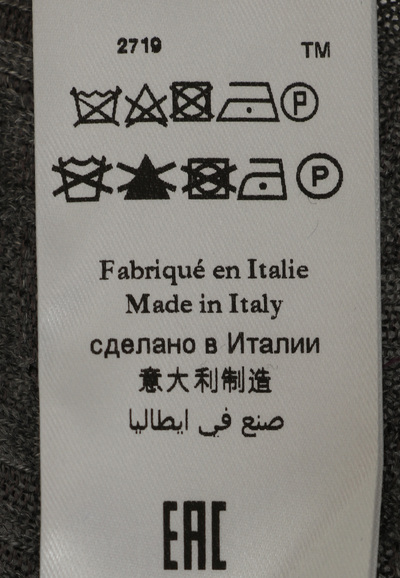 2719 TM
P
P
Fabriqué en Italie
Made in Italy
сделано в Италии
意大利制造
صنع في ايطاليا
EAC